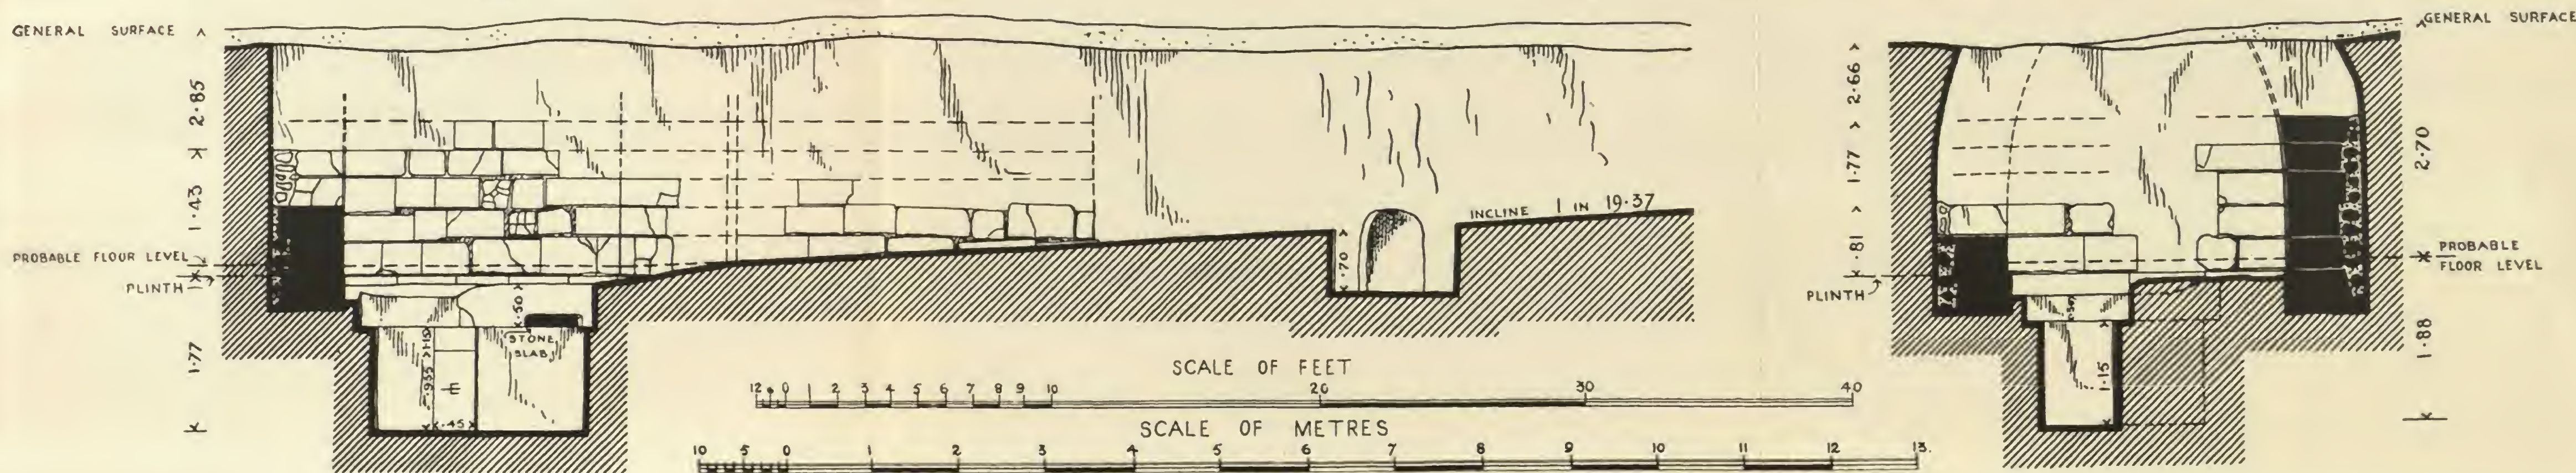 GENERAL SURFACE
2·85
1·43
PROBABLE FLOOR LEVEL
PLINTH
1·77
·50
STONE
SLAB
1·15
·935
·45
·70
INCLINE 1 IN 19·37
SCALE OF FEET
12 6 0 1 2 3 4 5 6 7 8 9 10 20 30 40
SCALE OF METRES
10 5 0 1 2 3 4 5 6 7 8 9 10 11 12 13
GENERAL SURFACE
2·66
1·77
·81
PLINTH
·50
1·15
2·70
PROBABLE
FLOOR LEVEL
1·88